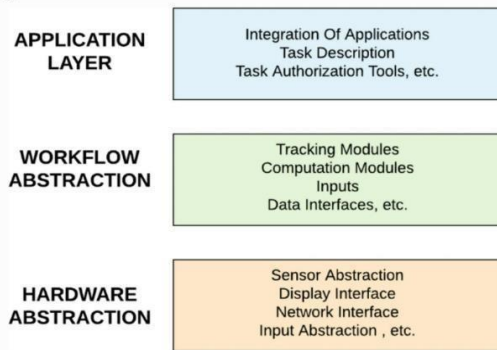 APPLICATION
LAYER
Integration Of Applications
Task Description
Task Authorization Tools, etc.
WORKFLOW
ABSTRACTION
Tracking Modules
Computation Modules
Inputs
Data Interfaces, etc.
HARDWARE
ABSTRACTION
Sensor Abstraction
Display Interface
Network Interface
Input Abstraction , etc.